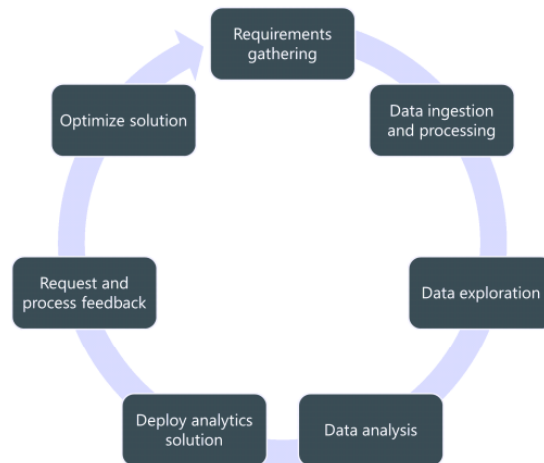 Requirements
gathering
Data ingestion
and processing
Data exploration
Data analysis
Deploy analytics
solution
Request and
process feedback
Optimize solution